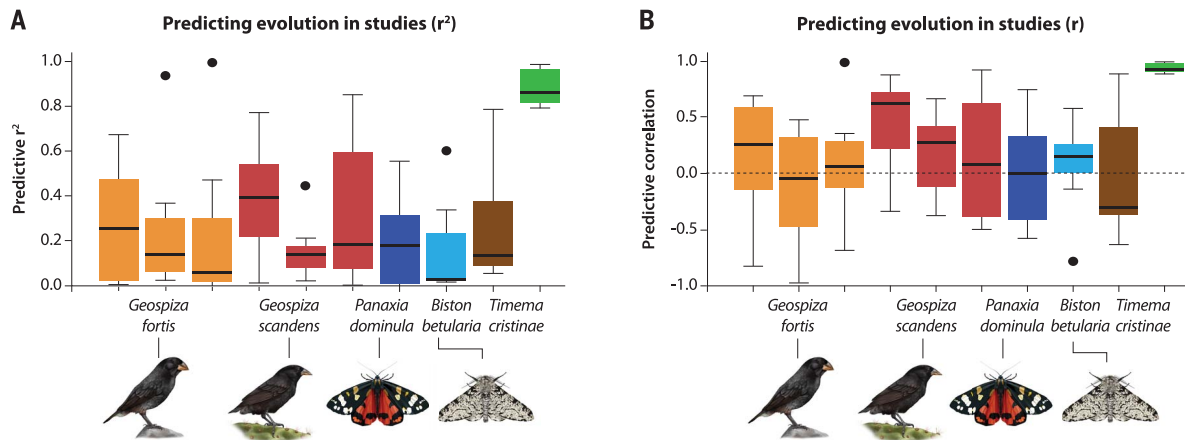 A
Predicting evolution in studies (r²)
Predictive r²
1.0
0.8
0.6
0.4
0.2
0.0
Geospiza
fortis
Geospiza
scandens
Panaxia
dominula
Biston
betularia
Timema
cristinae
B
Predicting evolution in studies (r)
Predictive correlation
1.0
0.5
0.0
-0.5
-1.0
Geospiza
fortis
Geospiza
scandens
Panaxia
dominula
Biston
betularia
Timema
cristinae